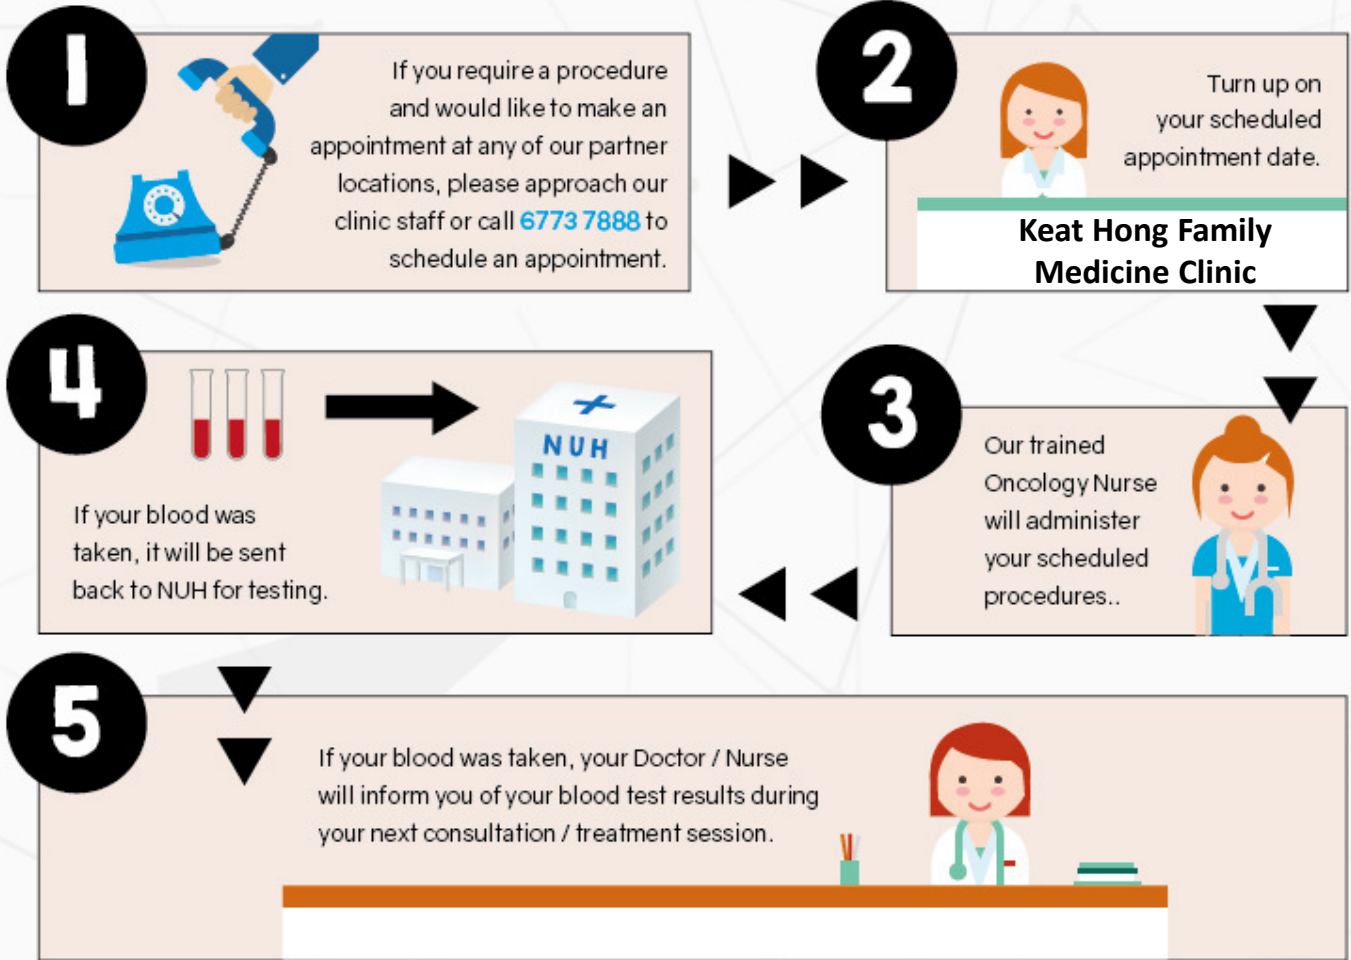 1
If you require a procedure
and would like to make an
appointment at any of our partner
locations, please approach our
clinic staff or call 6773 7888 to
schedule an appointment.
2
Turn up on
your scheduled
appointment date.
Keat Hong Family
Medicine Clinic
3
Our trained
Oncology Nurse
will administer
your scheduled
procedures..
4
NUH
If your blood was
taken, it will be sent
back to NUH for testing.
5
If your blood was taken, your Doctor / Nurse
will inform you of your blood test results during
your next consultation / treatment session.